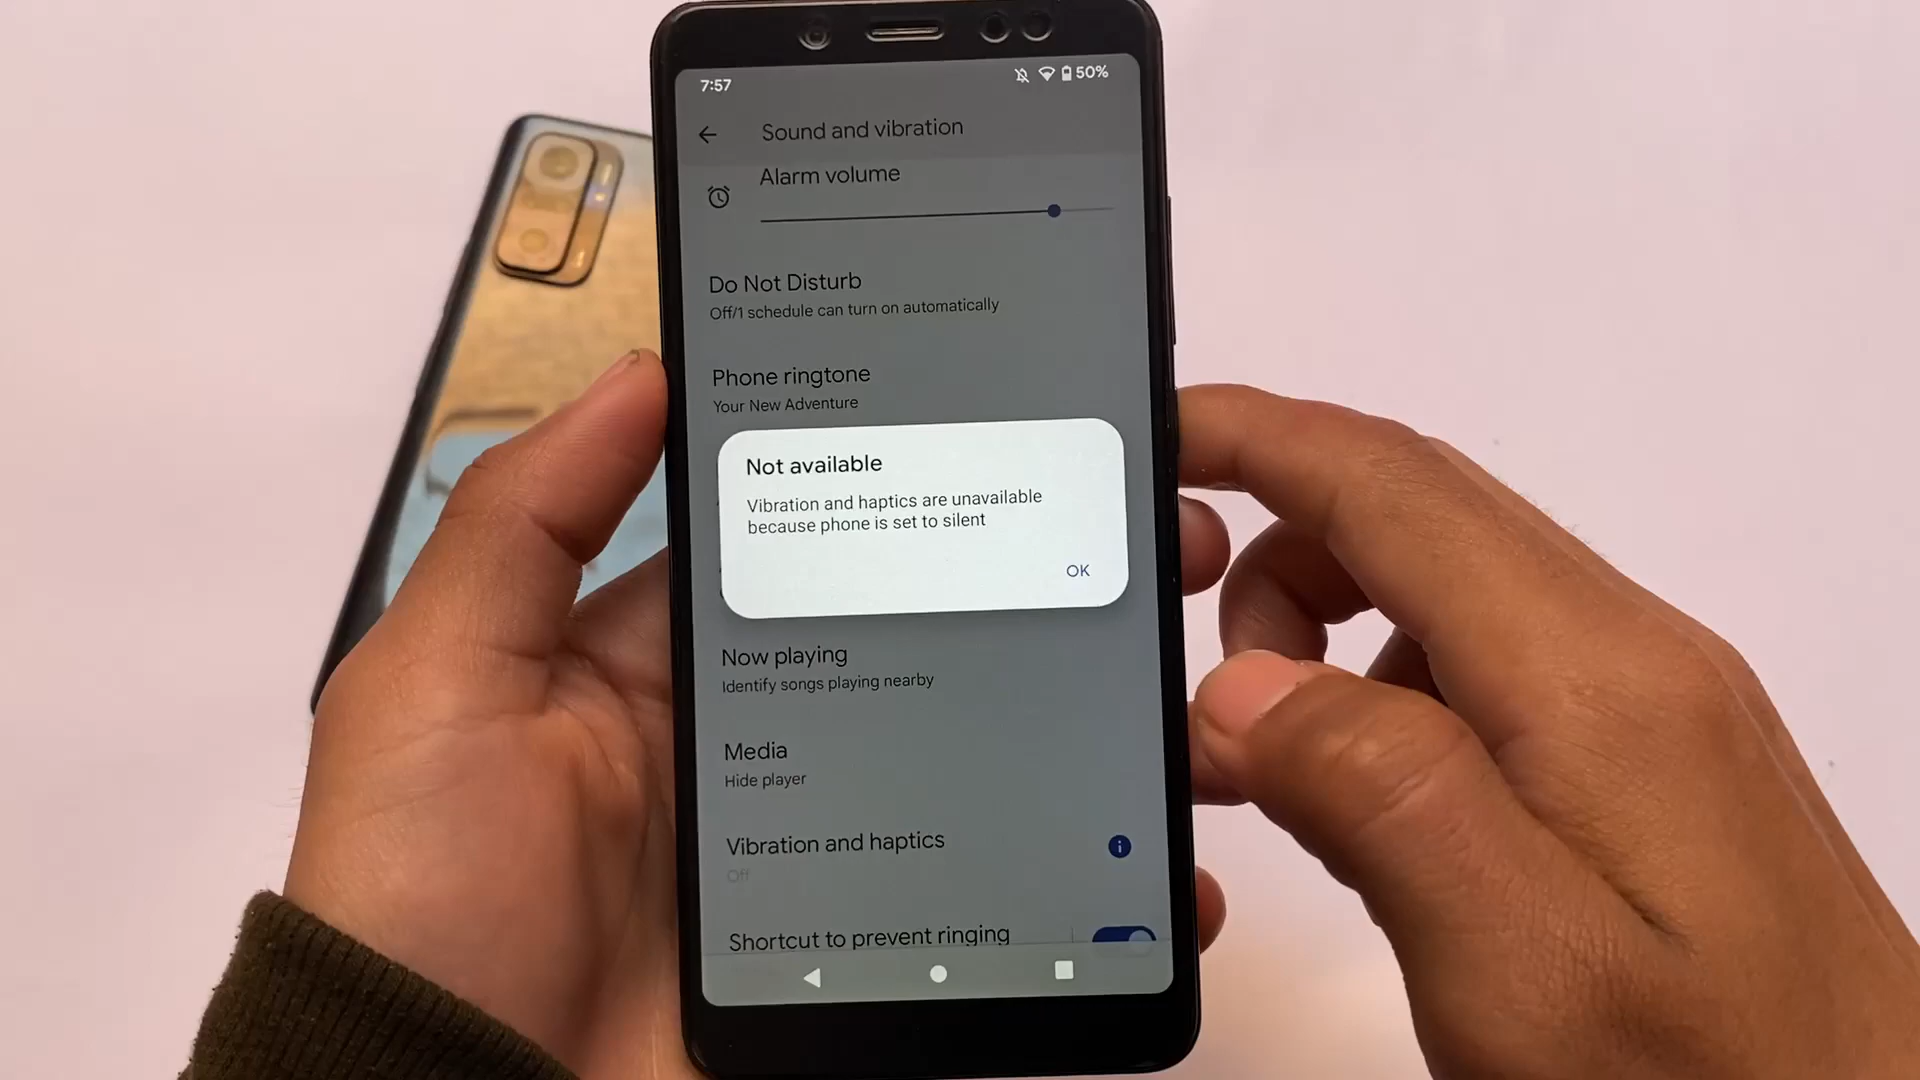 7:57
50%
Sound and vibration
Alarm volume
Do Not Disturb
Off/1 schedule can turn on automatically
Phone ringtone
Your New Adventure
Not available
Vibration and haptics are unavailable
because phone is set to silent
OK
Now playing
Identify songs playing nearby
Media
Hide player
Vibration and haptics
Off
Shortcut to prevent ringing